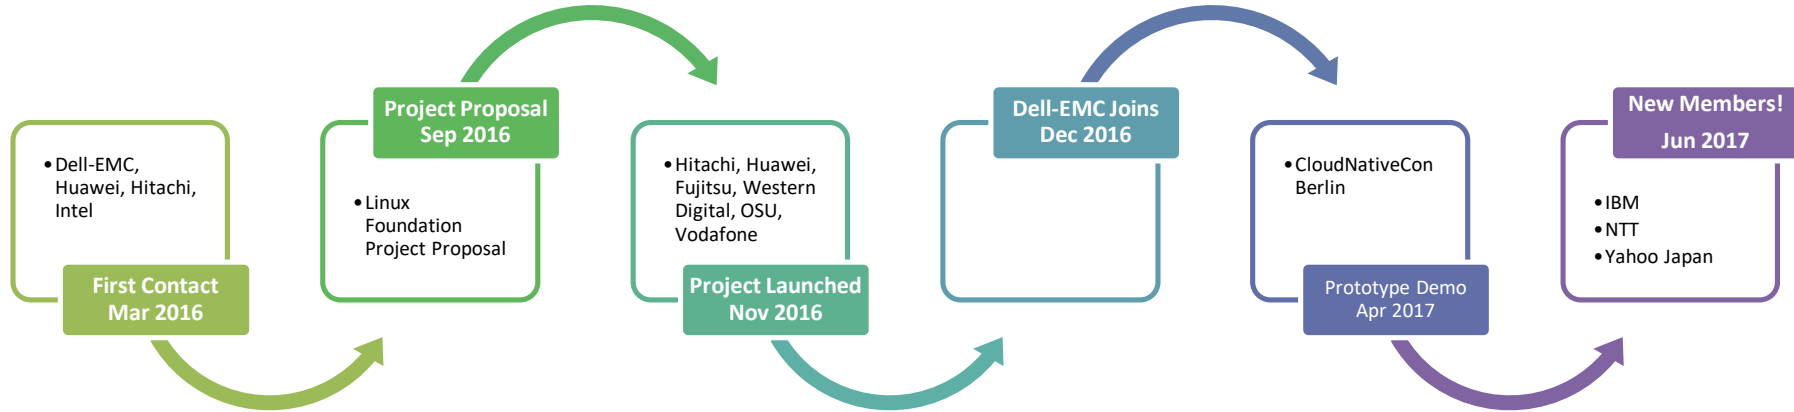 •Dell-EMC,
Huawei, Hitachi,
Intel
First Contact
Mar 2016
Project Proposal
Sep 2016
•Linux
Foundation
Project Proposal
•Hitachi, Huawei,
Fujitsu, Western
Digital, OSU,
Vodafone
Project Launched
Nov 2016
Dell-EMC Joins
Dec 2016
•CloudNativeCon
Berlin
Prototype Demo
Apr 2017
New Members!
Jun 2017
•IBM
•NTT
•Yahoo Japan